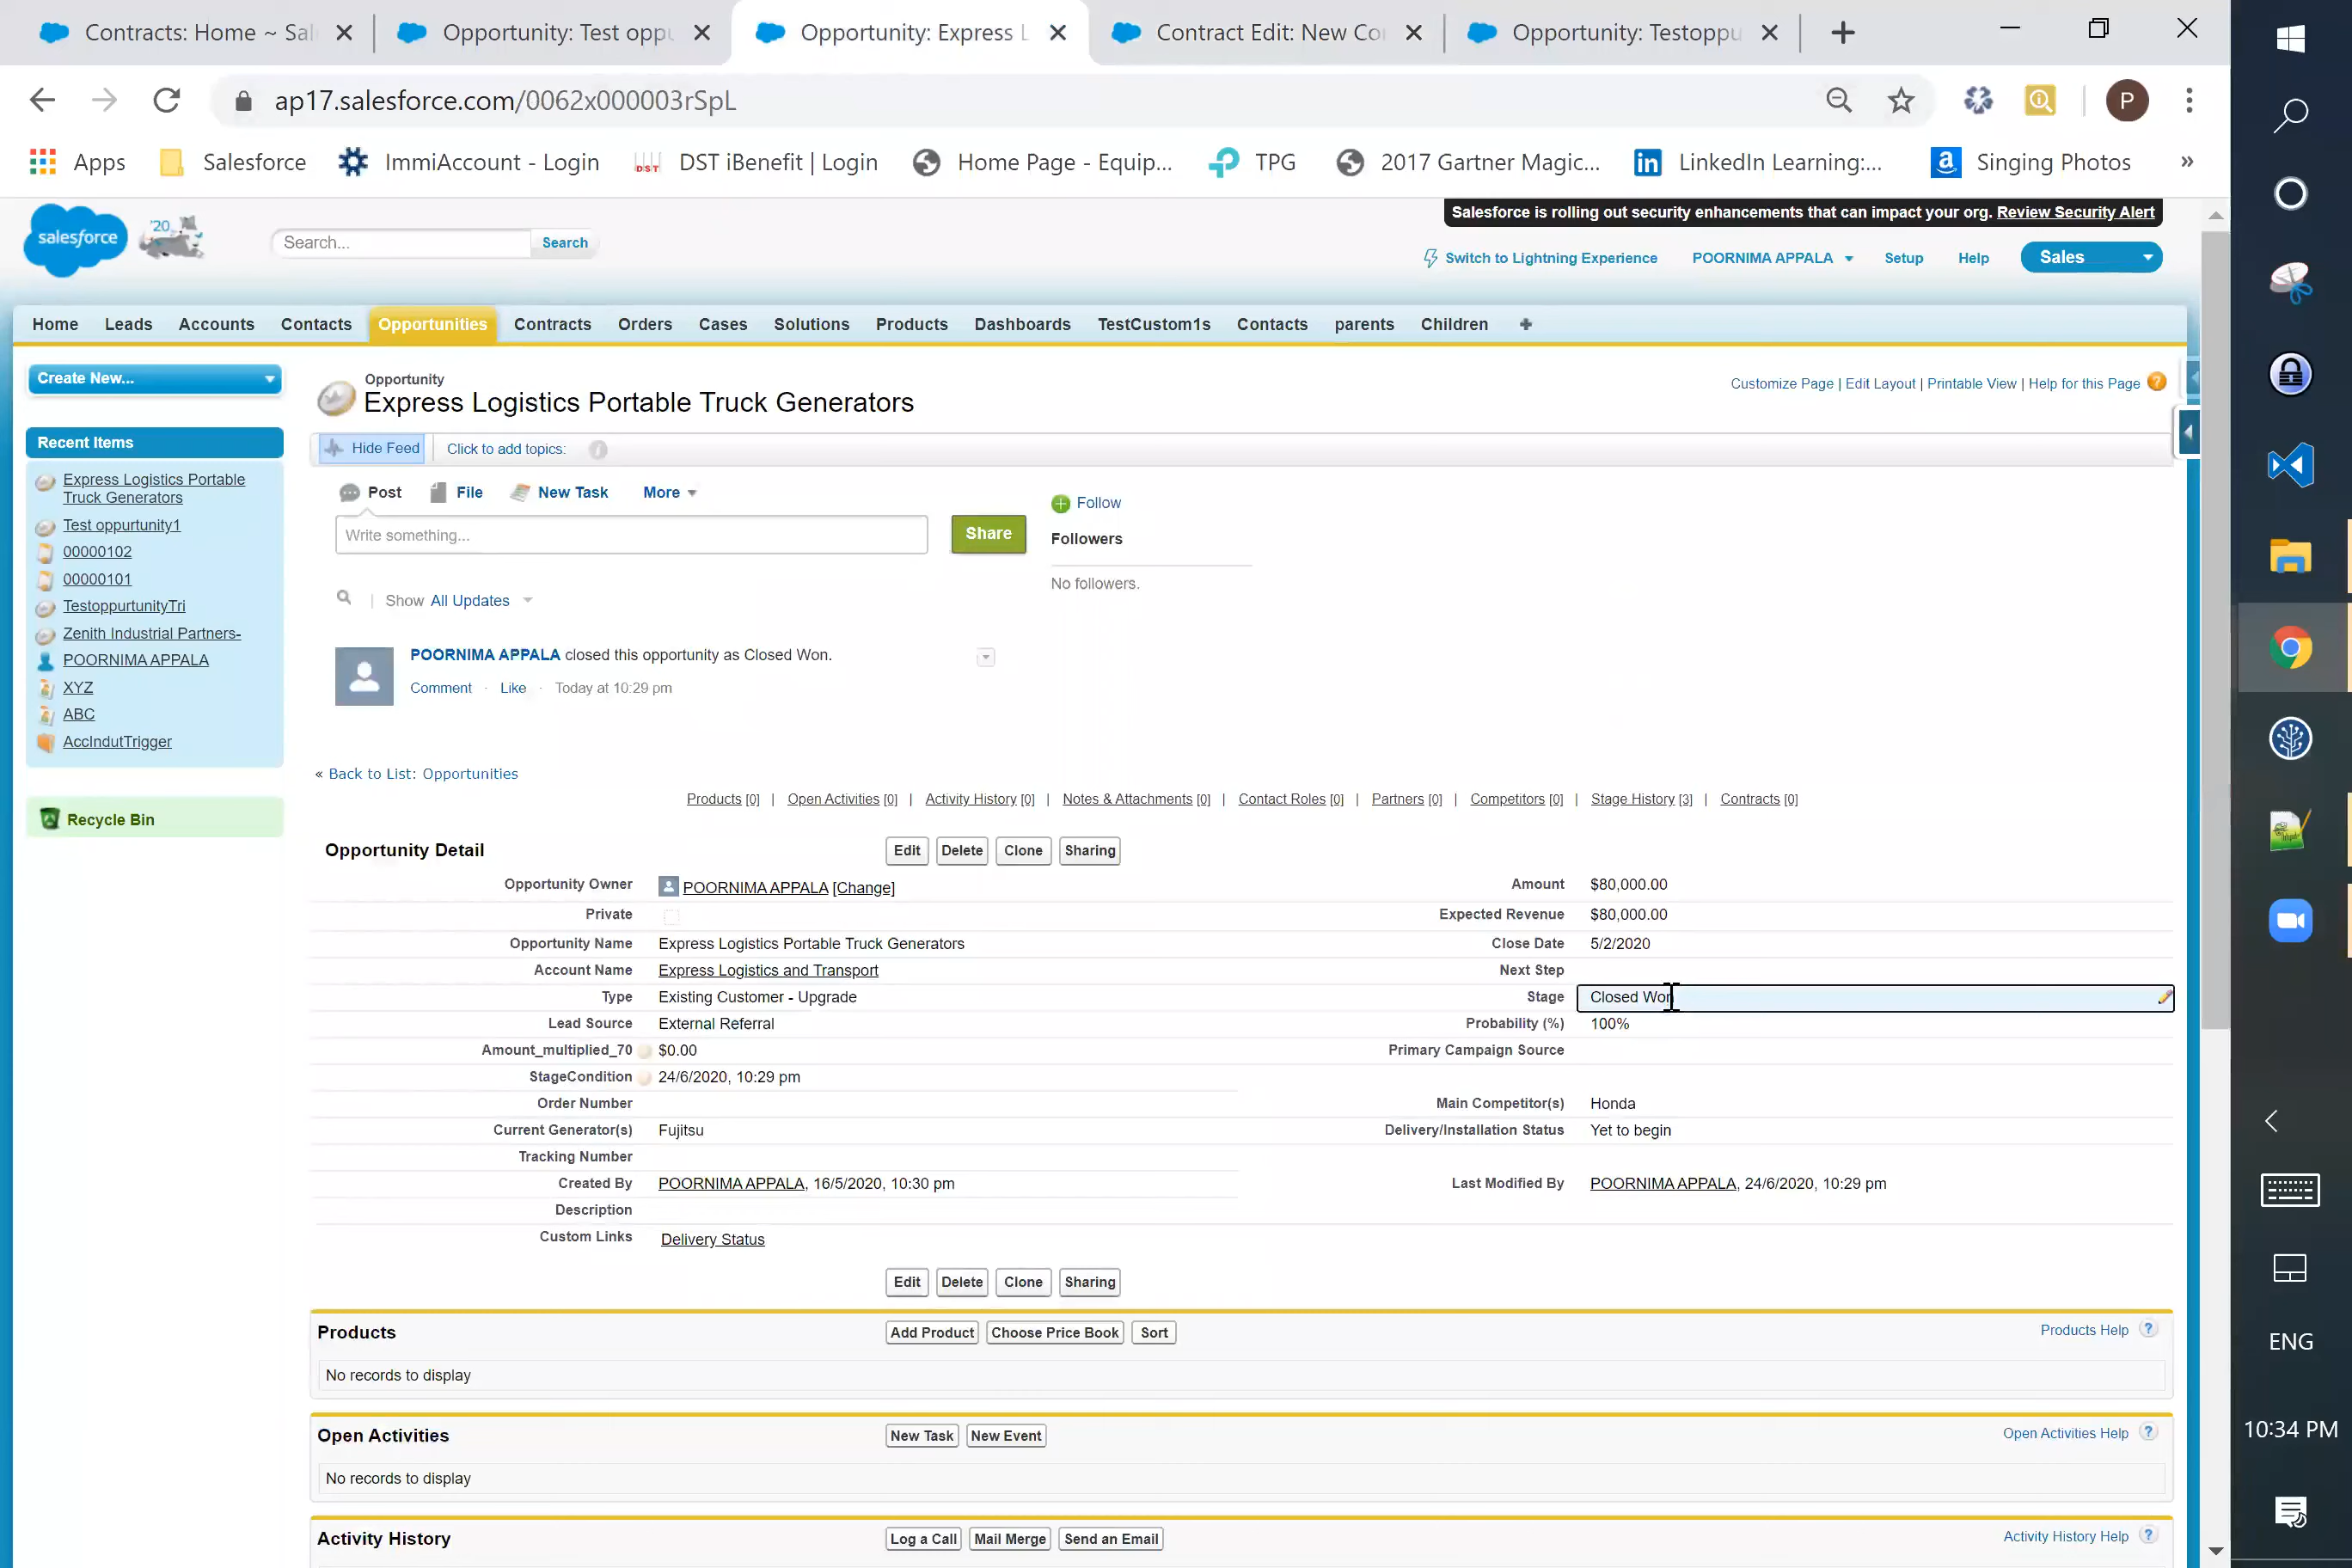 Contracts: Home ~ Sal
Opportunity: Test oppu
Opportunity: Express L
Contract Edit: New Co
Opportunity: Testoppu
ap17.salesforce.com/0062x000003rSpL
P
Apps
Salesforce
ImmiAccount - Login
DST
DST iBenefit | Login
Home Page - Equip...
TPG
2017 Gartner Magic...
LinkedIn Learning:...
Singing Photos
»
salesforce
'20
Search...
Search
Salesforce is rolling out security enhancements that can impact your org. Review Security Alert
Switch to Lightning Experience
POORNIMA APPALA
Setup
Help
Sales
Home
Leads
Accounts
Contacts
Opportunities
Contracts
Orders
Cases
Solutions
Products
Dashboards
TestCustom1s
Contacts
parents
Children
Create New...
Recent Items
Express Logistics Portable
Truck Generators
Test oppurtunity1
00000102
00000101
TestoppurtunityTri
Zenith Industrial Partners-
POORNIMA APPALA
XYZ
ABC
AccIndutTrigger
Recycle Bin
Opportunity
Express Logistics Portable Truck Generators
Customize Page | Edit Layout | Printable View | Help for this Page
Hide Feed
Click to add topics:
Post
File
New Task
More
Write something...
Share
Follow
Followers
No followers.
Show All Updates
POORNIMA APPALA closed this opportunity as Closed Won.
Comment · Like · Today at 10:29 pm
« Back to List: Opportunities
Products [0] | Open Activities [0] | Activity History [0] | Notes & Attachments [0] | Contact Roles [0] | Partners [0] | Competitors [0] | Stage History [3] | Contracts [0]
Opportunity Detail
Edit
Delete
Clone
Sharing
Opportunity Owner POORNIMA APPALA [Change]
Amount $80,000.00
Private
Expected Revenue $80,000.00
Opportunity Name Express Logistics Portable Truck Generators
Close Date 5/2/2020
Account Name Express Logistics and Transport
Next Step
Type Existing Customer - Upgrade
Stage Closed Won
Lead Source External Referral
Probability (%) 100%
Amount_multiplied_70 $0.00
Primary Campaign Source
StageCondition 24/6/2020, 10:29 pm
Order Number
Main Competitor(s) Honda
Current Generator(s) Fujitsu
Delivery/Installation Status Yet to begin
Tracking Number
Created By POORNIMA APPALA, 16/5/2020, 10:30 pm
Last Modified By POORNIMA APPALA, 24/6/2020, 10:29 pm
Description
Custom Links Delivery Status
Edit
Delete
Clone
Sharing
Products
Add Product
Choose Price Book
Sort
Products Help
No records to display
Open Activities
New Task
New Event
Open Activities Help
No records to display
Activity History
Log a Call
Mail Merge
Send an Email
Activity History Help
ENG
10:34 PM